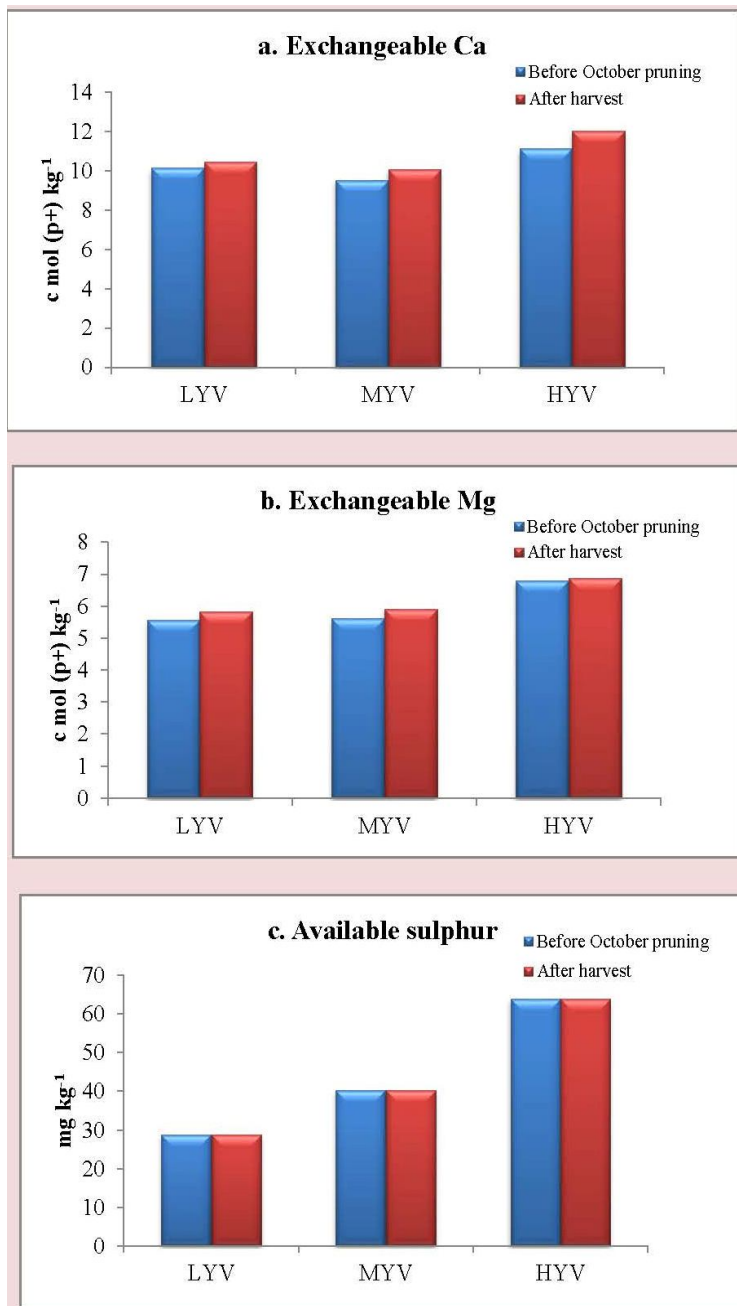 a. Exchangeable Ca
Before October pruning
After harvest
14
12
10
8
6
4
2
0
c mol (p+) kg⁻¹
LYV MYV HYV
b. Exchangeable Mg
Before October pruning
After harvest
8
7
6
5
4
3
2
1
0
c mol (p+) kg⁻¹
LYV MYV HYV
c. Available sulphur
Before October pruning
After harvest
70
60
50
40
30
20
10
0
mg kg⁻¹
LYV MYV HYV